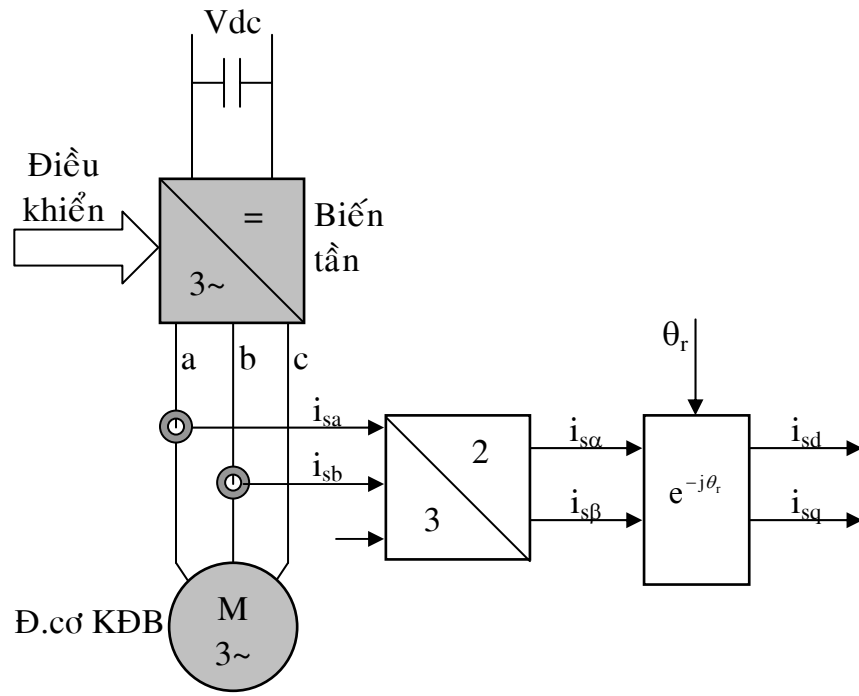 Vdc
Điều
khiển
=
3~
Biến
tần
a
b
c
θr
isa
isb
2
3
isα
isβ
e^-jθr
isd
isq
Đ.cơ KĐB
M
3~